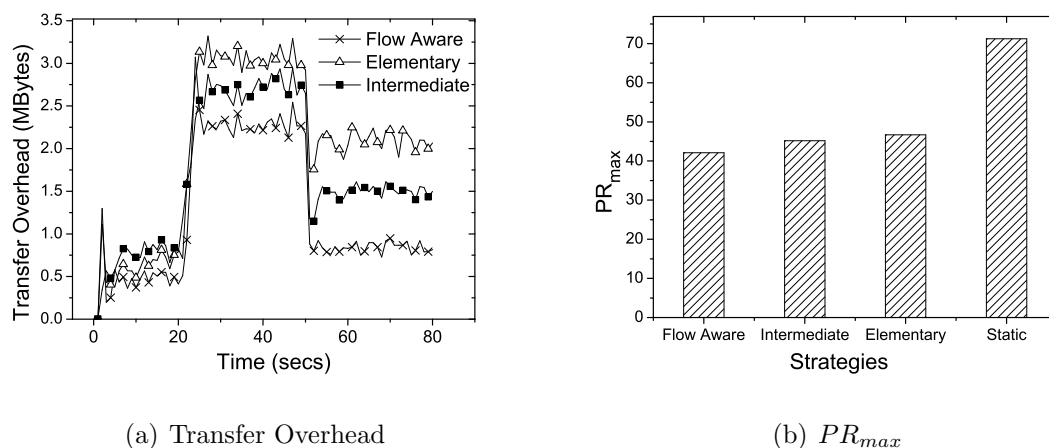 3.5
3.0
2.5
2.0
1.5
1.0
0.5
0.0
Transfer Overhead (MBytes)
Flow Aware
Elementary
Intermediate
0 20 40 60 80
Time (secs)
(a) Transfer Overhead
70
60
50
40
30
20
10
0
PRmax
Flow Aware Intermediate Elementary Static
Strategies
(b) PRmax